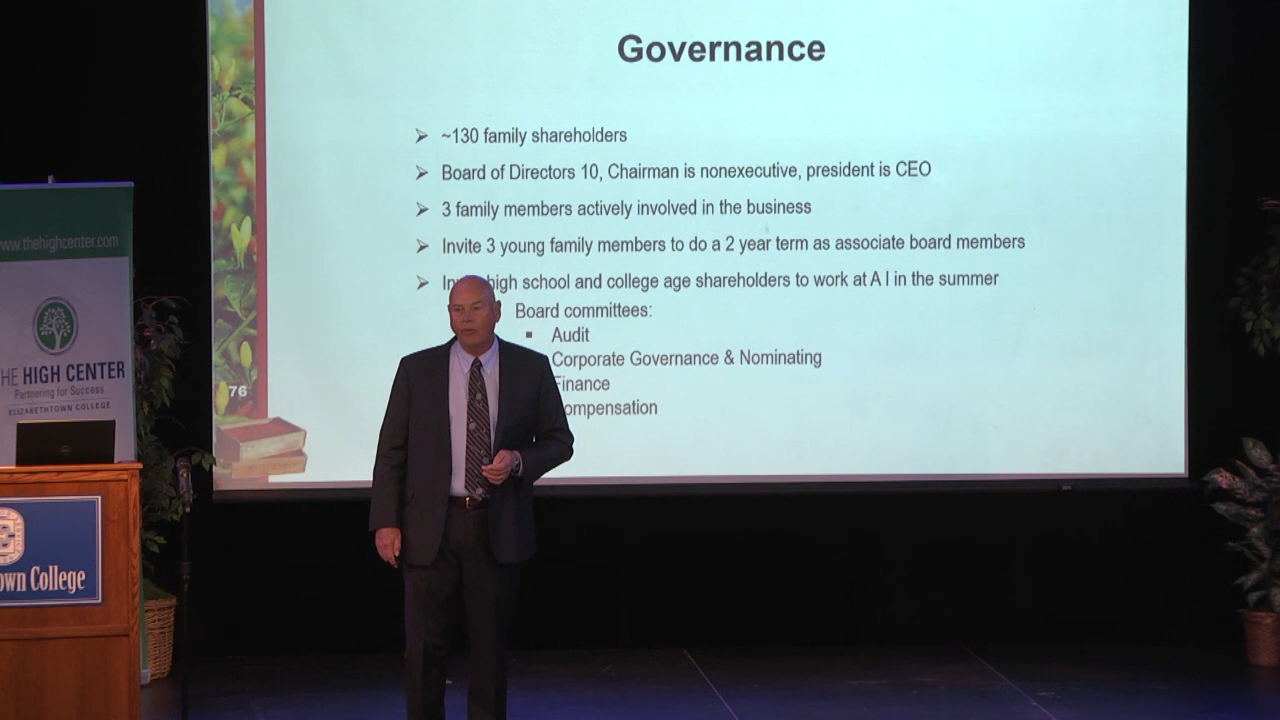 Governance
~130 family shareholders
Board of Directors 10, Chairman is nonexecutive, president is CEO
3 family members actively involved in the business
Invite 3 young family members to do a 2 year term as associate board members
high school and college age shareholders to work at A I in the summer
Board committees:
Audit
Corporate Governance & Nominating
Finance
ompensation
76
www.thehighcenter.com
HE HIGH CENTER
Partnering for Success
ELIZABETHTOWN COLLEGE
own College